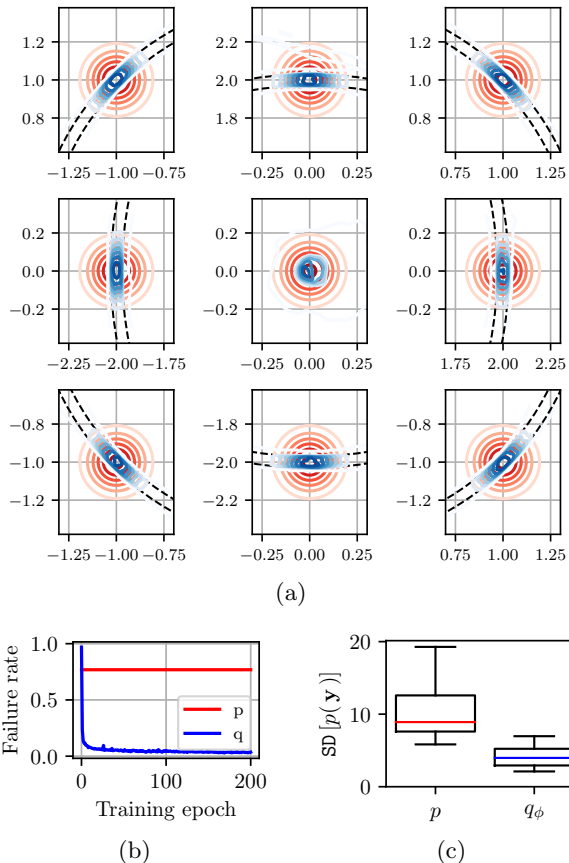 1.2
1.0
0.8
−1.25 −1.00 −0.75
2.2
2.0
1.8
−0.25 0.00 0.25
1.2
1.0
0.8
0.75 1.00 1.25
0.2
0.0
−0.2
−2.25 −2.00 −1.75
0.2
0.0
−0.2
−0.25 0.00 0.25
0.2
0.0
−0.2
1.75 2.00 2.25
−0.8
−1.0
−1.2
−1.25 −1.00 −0.75
−1.8
−2.0
−2.2
−0.25 0.00 0.25
−0.8
−1.0
−1.2
0.75 1.00 1.25
(a)
Failure rate
1.0
0.5
0.0
p
q
0 100 200
Training epoch
(b)
SD [p( y )]
20
10
0
p qϕ
(c)